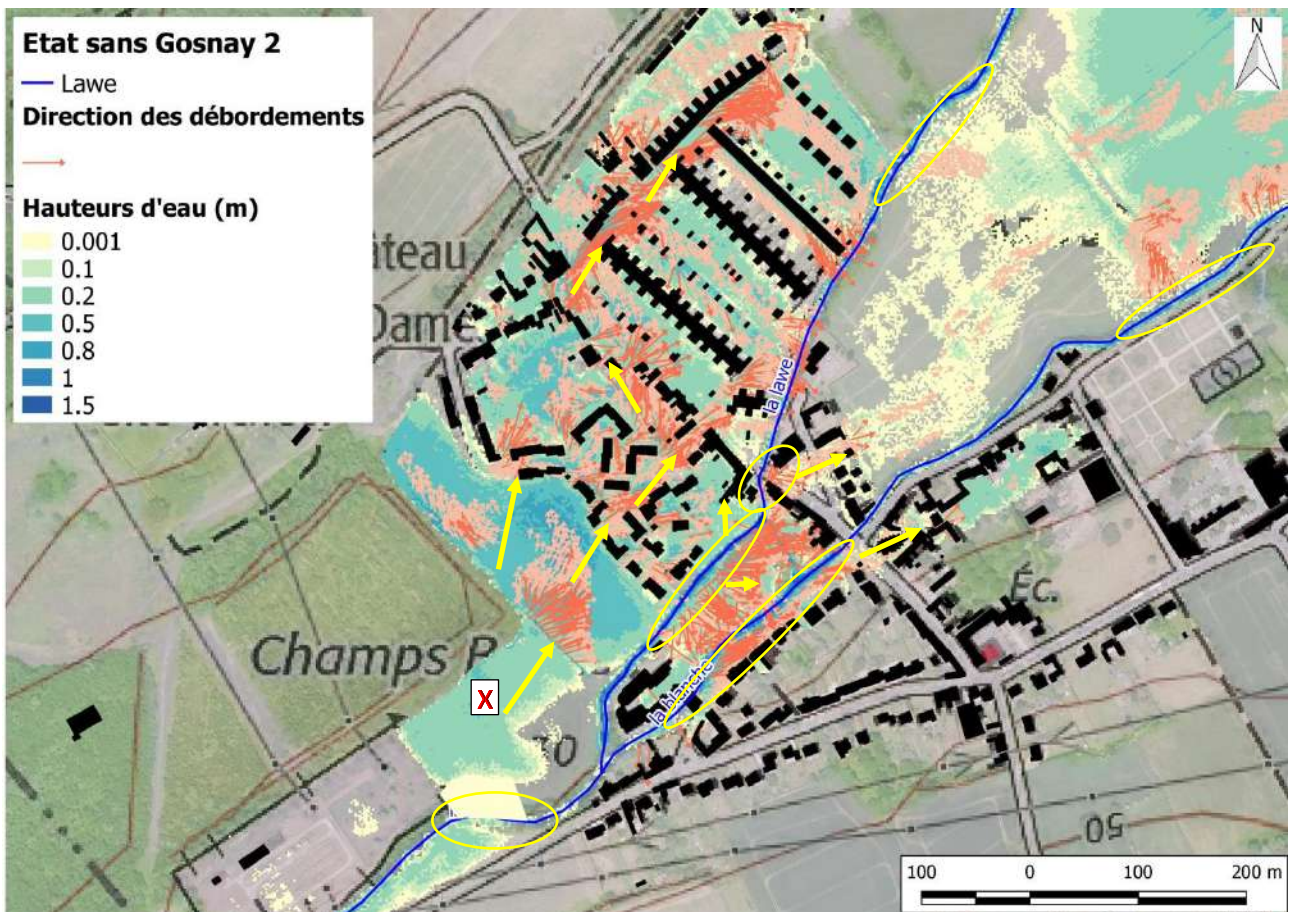 Etat sans Gosnay 2
Lawe
Direction des débordements
Hauteurs d'eau (m)
0.001
0.1
0.2
0.5
0.8
1
1.5
N
âteau
Dame
la lawe
Champs B
X
la blanche
Éc.
50
100 0 100 200 m